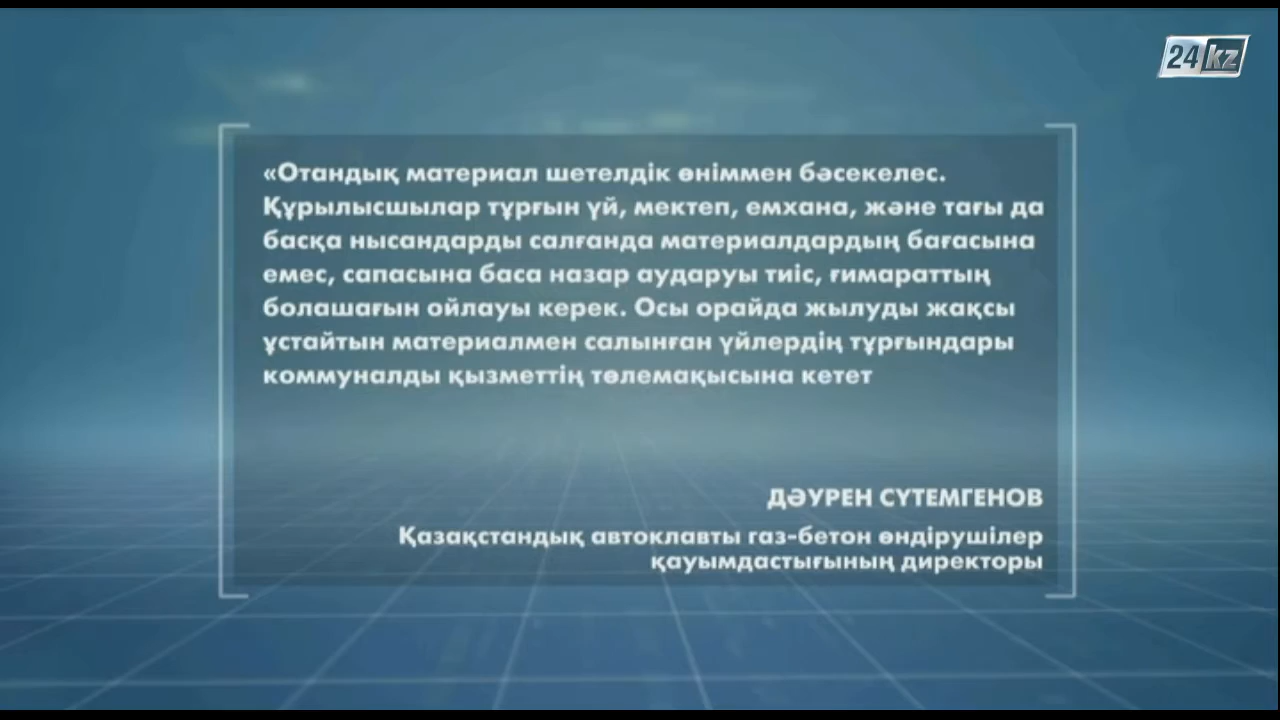 24kz
«Отандық материал шетелдік өніммен бәсекелес.
Құрылысшылар тұрғын үй, мектеп, емхана, және тағы да
басқа нысандарды салғанда материалдардың бағасына
емес, сапасына баса назар аударуы тиіс, ғимараттың
болашағын ойлауы керек. Осы орайда жылуды жақсы
ұстайтын материалмен салынған үйлердің тұрғындары
коммуналды қызметтің төлемақысына кетет
ДӘУРЕН СҮТЕМГЕНОВ
Қазақстандық автоклавты газ-бетон өндірушілер
қауымдастығының директоры